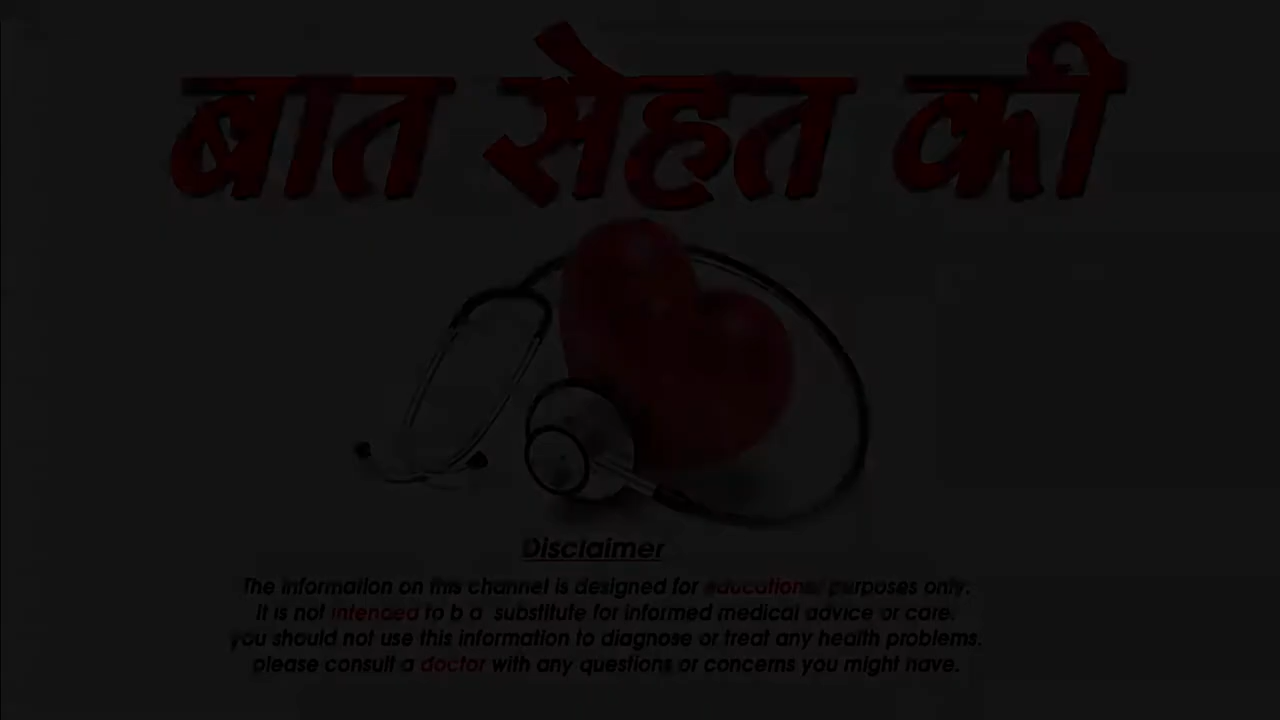 बात सेहत की
Disclaimer
The information on this channel is designed for educational purposes only.
It is not intended to b a substitute for informed medical advice or care.
you should not use this information to diagnose or treat any health problems.
please consult a doctor with any questions or concerns you might have.